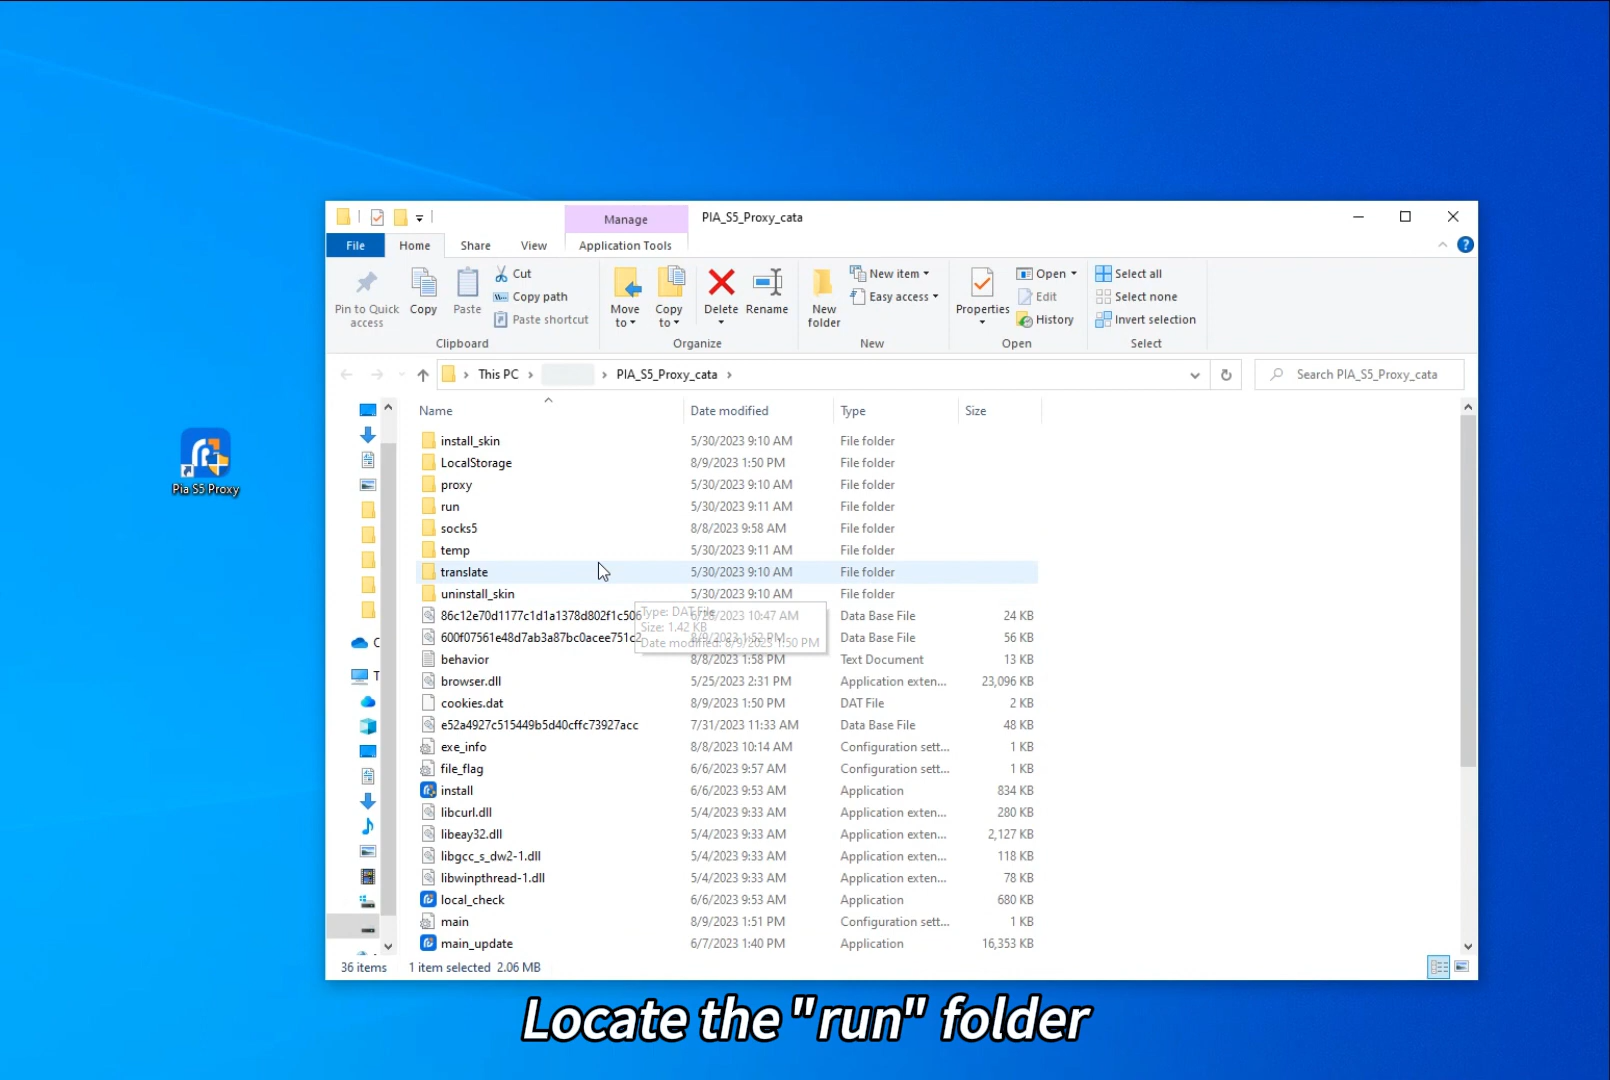 Manage
PIA_S5_Proxy_cata
File
Home
Share
View
Application Tools
Pin to Quick access
Copy
Paste
Cut
Copy path
Paste shortcut
Move to
Copy to
Delete
Rename
New folder
New item
Easy access
Properties
Open
Edit
History
Select all
Select none
Invert selection
Clipboard
Organize
New
Open
Select
This PC
PIA_S5_Proxy_cata
Search PIA_S5_Proxy_cata
Name Date modified Type Size
install_skin 5/30/2023 9:10 AM File folder
LocalStorage 8/9/2023 1:50 PM File folder
proxy 5/30/2023 9:10 AM File folder
run 5/30/2023 9:11 AM File folder
socks5 8/8/2023 9:58 AM File folder
temp 5/30/2023 9:11 AM File folder
translate 5/30/2023 9:10 AM File folder
uninstall_skin 5/30/2023 9:10 AM File folder
86c12e70d1177c1d1a1378d802f1c506 6/28/2023 10:47 AM Data Base File 24 KB
Type: DAT File
Size: 1.42 KB
600f07561e48d7ab3a87bc0acee751c2 8/9/2023 1:52 PM Data Base File 56 KB
Date modified: 8/9/2023 1:50 PM
behavior 8/8/2023 1:58 PM Text Document 13 KB
browser.dll 5/25/2023 2:31 PM Application exten... 23,096 KB
cookies.dat 8/9/2023 1:50 PM DAT File 2 KB
e52a4927c515449b5d40cffc73927acc 7/31/2023 11:33 AM Data Base File 48 KB
exe_info 8/8/2023 10:14 AM Configuration sett... 1 KB
file_flag 6/6/2023 9:57 AM Configuration sett... 1 KB
install 6/6/2023 9:53 AM Application 834 KB
libcurl.dll 5/4/2023 9:33 AM Application exten... 280 KB
libeay32.dll 5/4/2023 9:33 AM Application exten... 2,127 KB
libgcc_s_dw2-1.dll 5/4/2023 9:33 AM Application exten... 118 KB
libwinpthread-1.dll 5/4/2023 9:33 AM Application exten... 78 KB
local_check 6/6/2023 9:53 AM Application 680 KB
main 8/9/2023 1:51 PM Configuration sett... 1 KB
main_update 6/7/2023 1:40 PM Application 16,353 KB
C
T
Pia S5 Proxy
36 items 1 item selected 2.06 MB
Locate the "run" folder